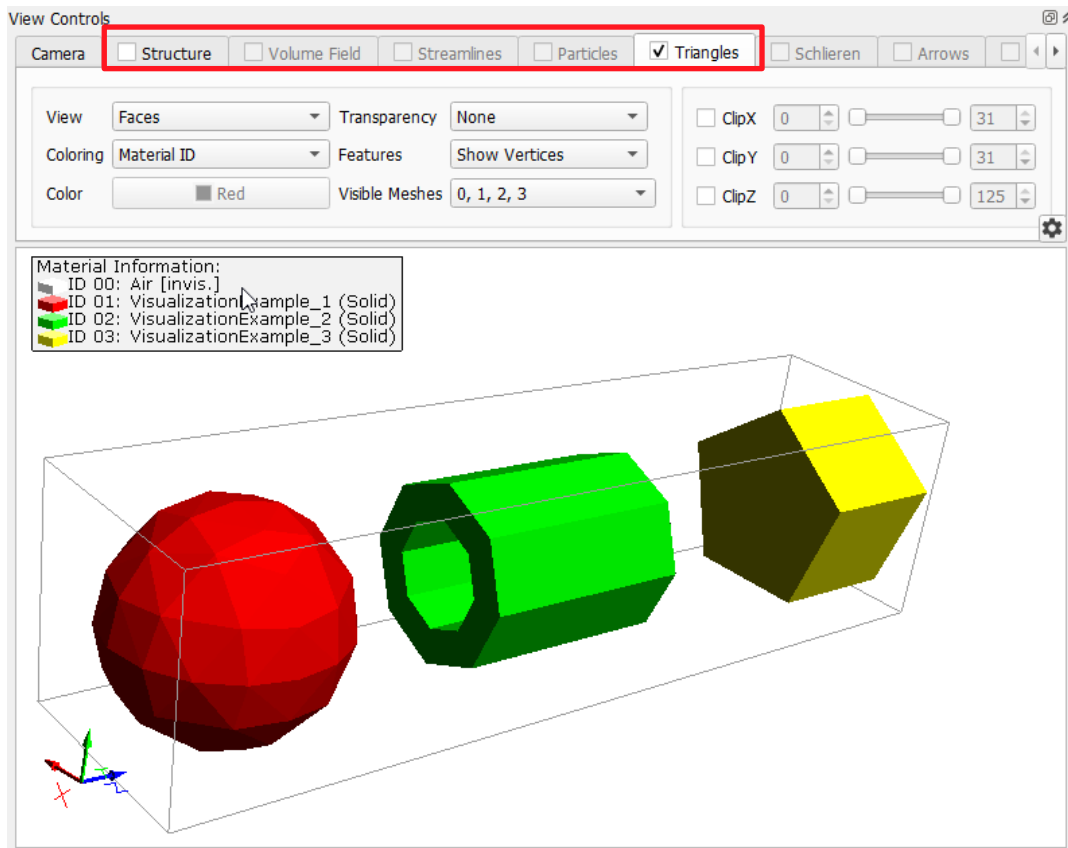 View Controls
Camera Structure Volume Field Streamlines Particles Triangles Schlieren Arrows
View Faces Transparency None ClipX 0 31
Coloring Material ID Features Show Vertices ClipY 0 31
Color Red Visible Meshes 0, 1, 2, 3 ClipZ 0 125
Material Information:
ID 00: Air [invis.]
ID 01: VisualizationExample_1 (Solid)
ID 02: VisualizationExample_2 (Solid)
ID 03: VisualizationExample_3 (Solid)
X
Z